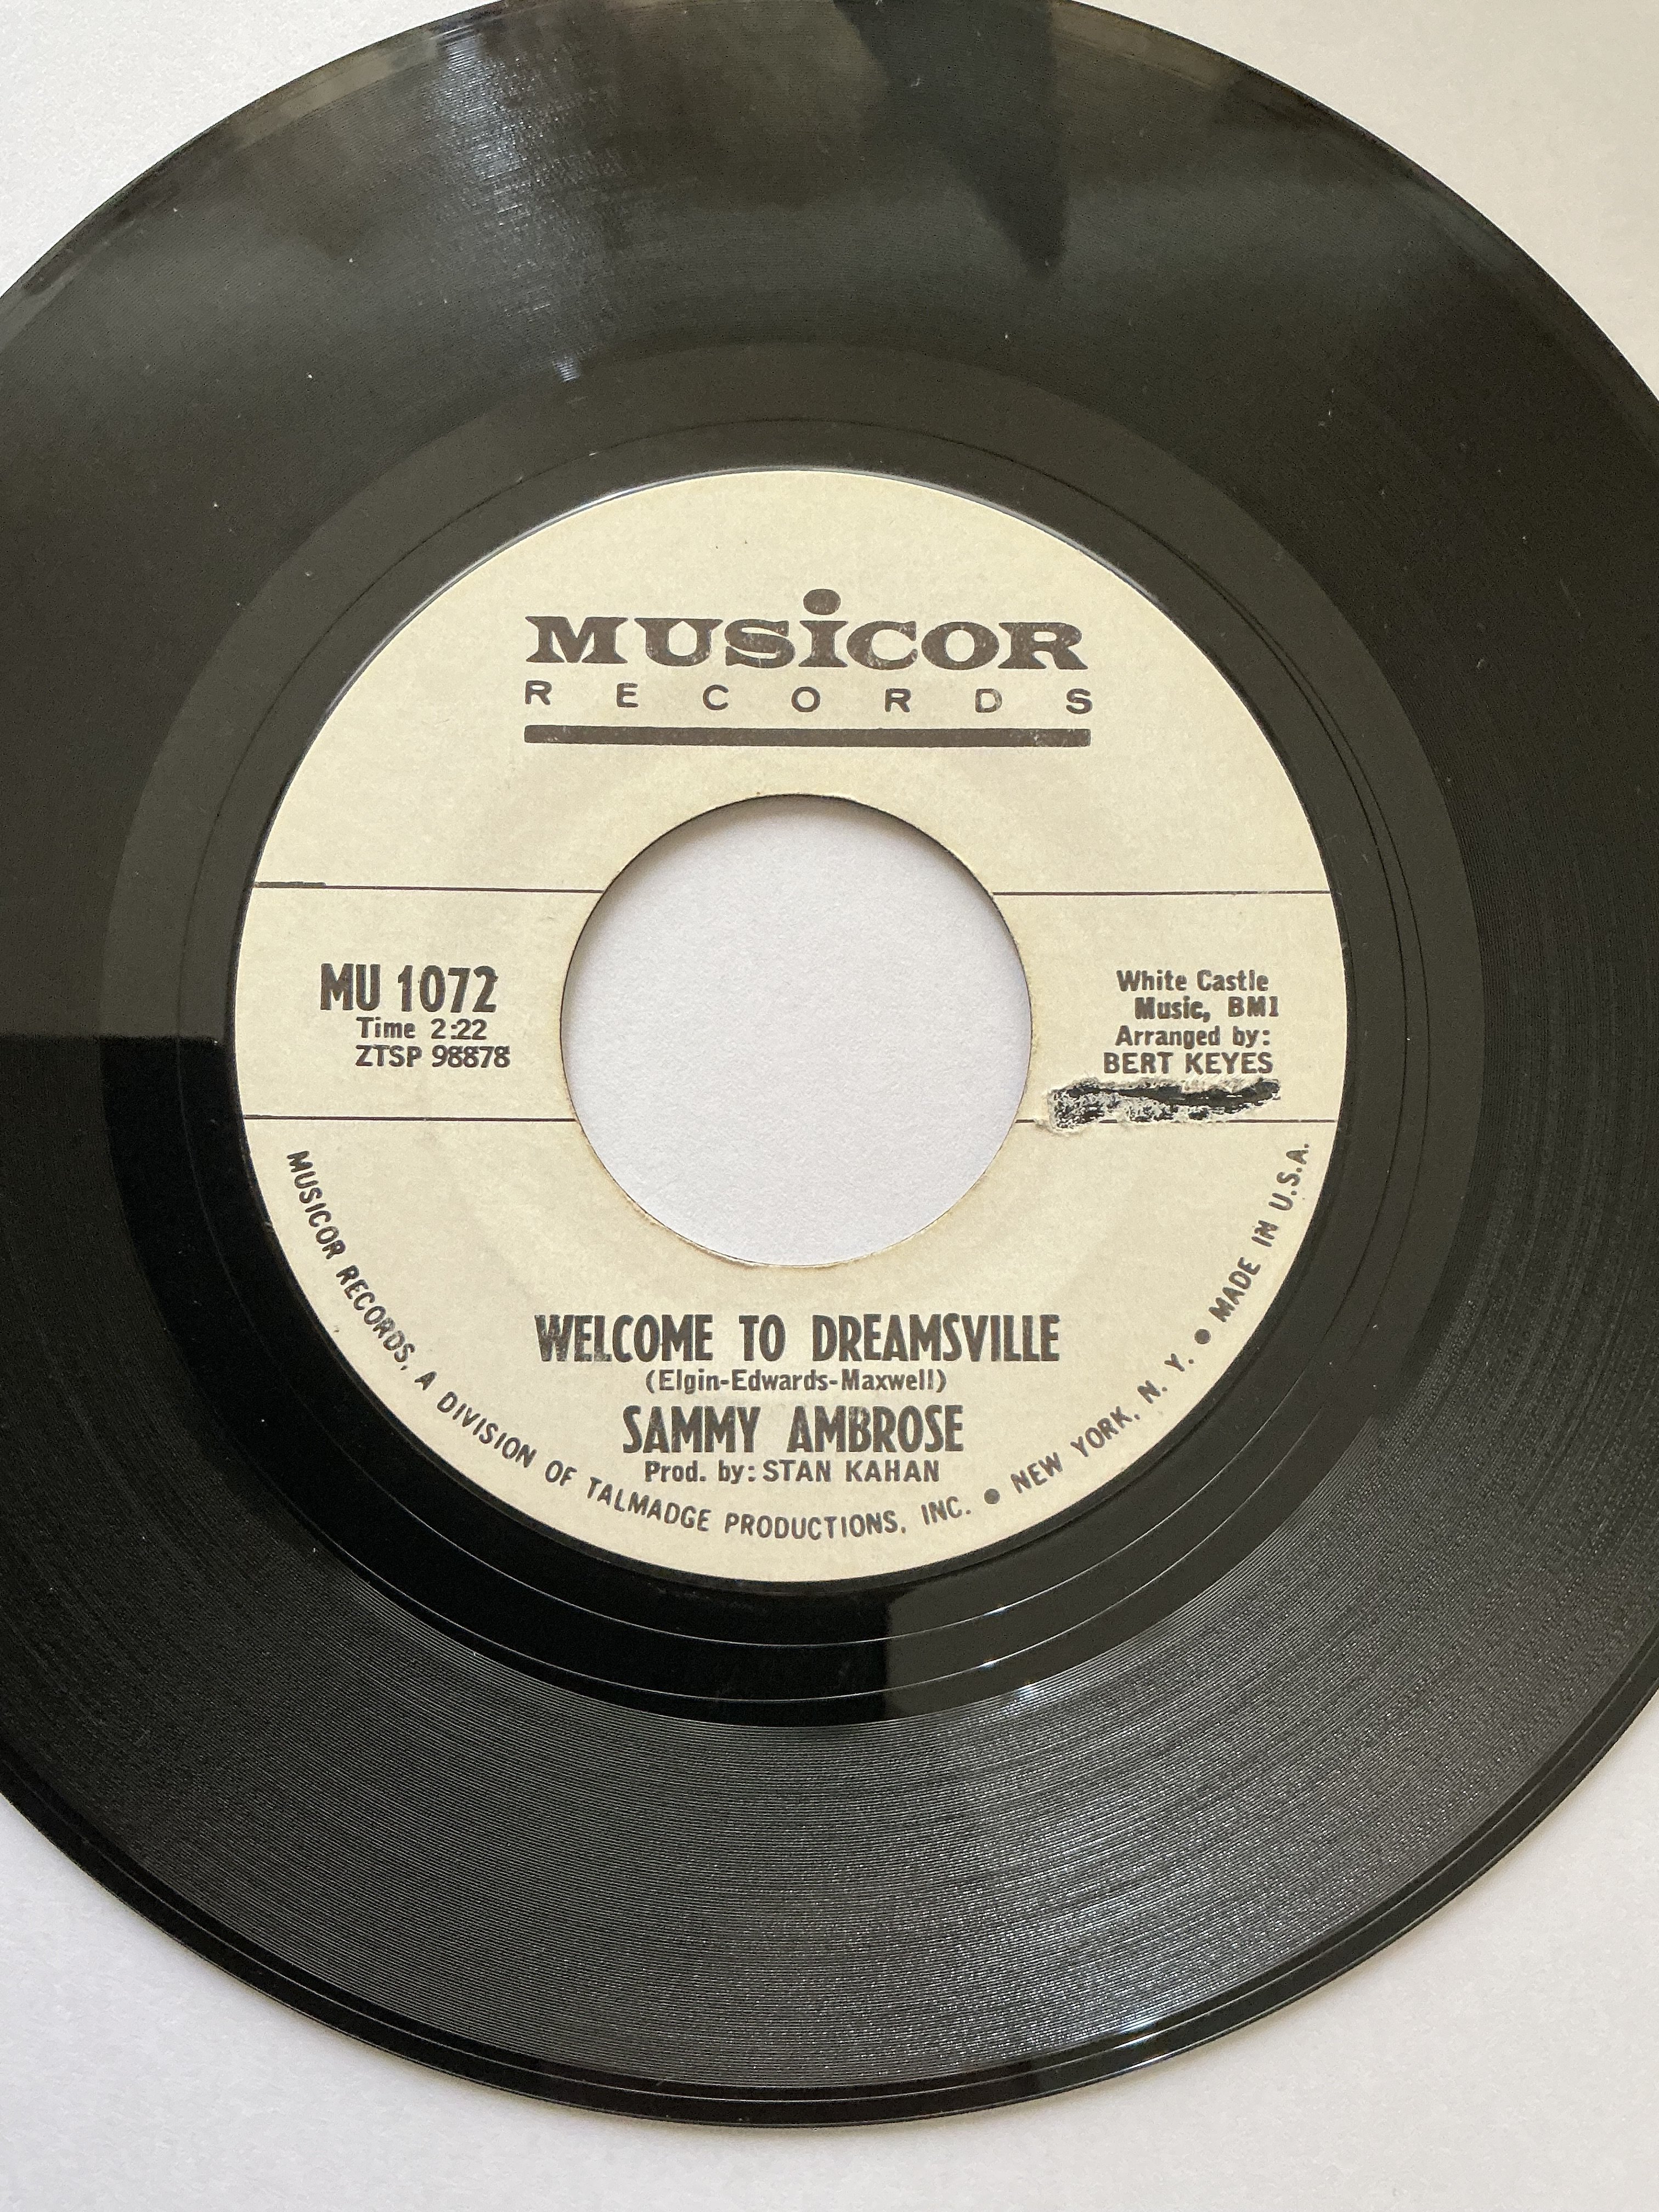 MUSiCOR
RECORDS
MU 1072
Time 2:22
ZTSP 98878
White Castle
Music, BMI
Arranged by:
BERT KEYES
WELCOME TO DREAMSVILLE
(Elgin-Edwards-Maxwell)
SAMMY AMBROSE
Prod. by: STAN KAHAN
MUSICOR RECORDS, A DIVISION OF TALMADGE PRODUCTIONS, INC. ● NEW YORK, N. Y. ● MADE IN U.S.A.